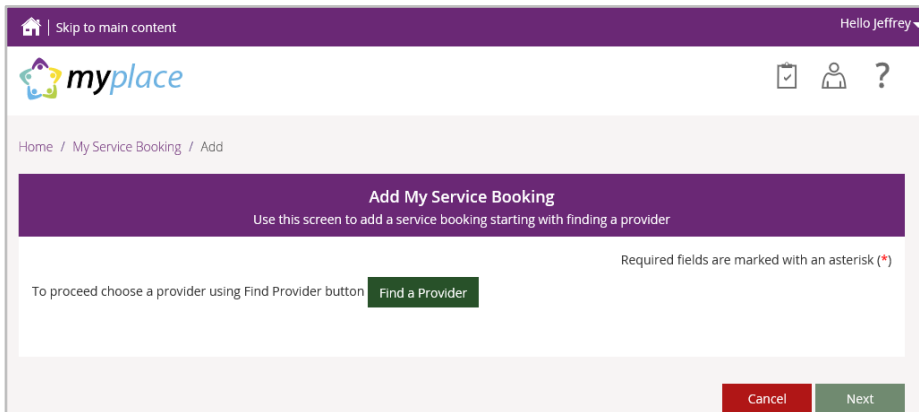 Skip to main content
Hello Jeffrey
myplace
?
Home / My Service Booking / Add
Add My Service Booking
Use this screen to add a service booking starting with finding a provider
Required fields are marked with an asterisk (*)
To proceed choose a provider using Find Provider button Find a Provider
Cancel Next